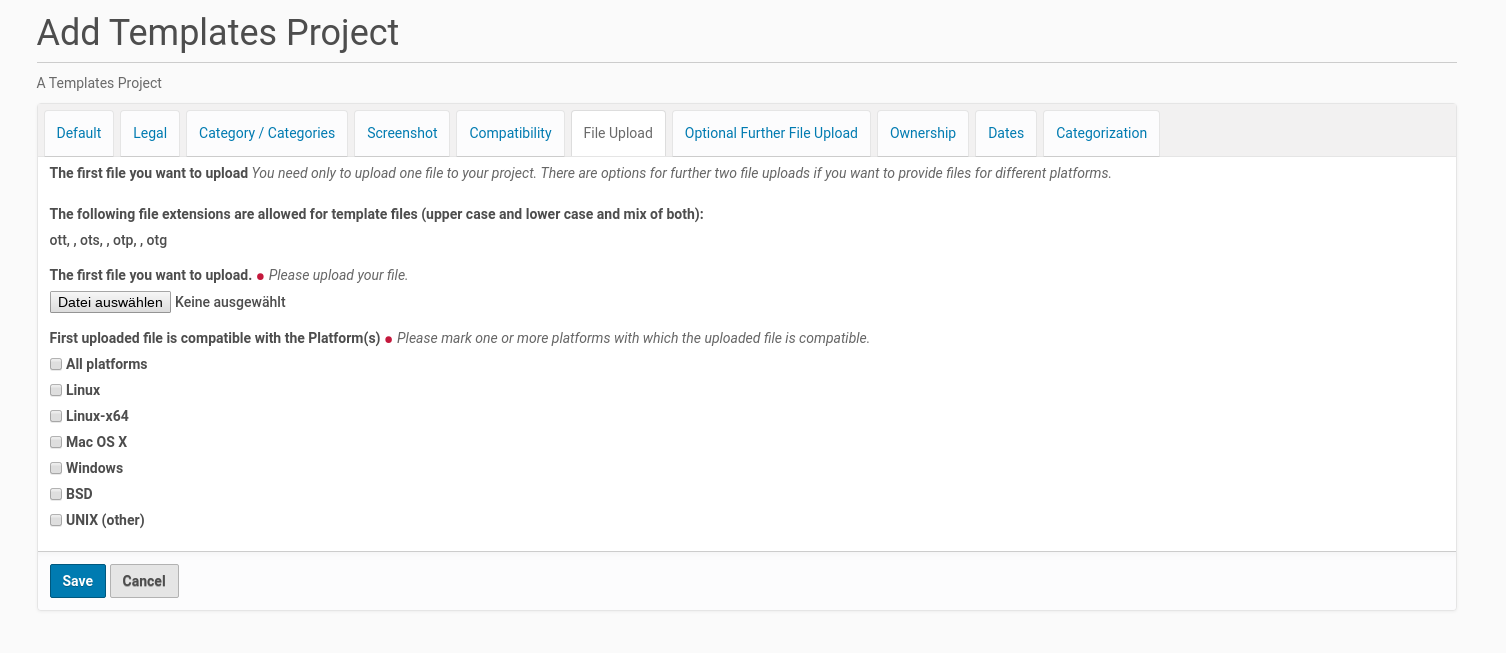 Add Templates Project
A Templates Project
Default Legal Category / Categories Screenshot Compatibility File Upload Optional Further File Upload Ownership Dates Categorization
The first file you want to upload You need only to upload one file to your project. There are options for further two file uploads if you want to provide files for different platforms.
The following file extensions are allowed for template files (upper case and lower case and mix of both):
ott, , ots, , otp, , otg
The first file you want to upload. ● Please upload your file.
Datei auswählen Keine ausgewählt
First uploaded file is compatible with the Platform(s) ● Please mark one or more platforms with which the uploaded file is compatible.
All platforms
Linux
Linux-x64
Mac OS X
Windows
BSD
UNIX (other)
Save Cancel